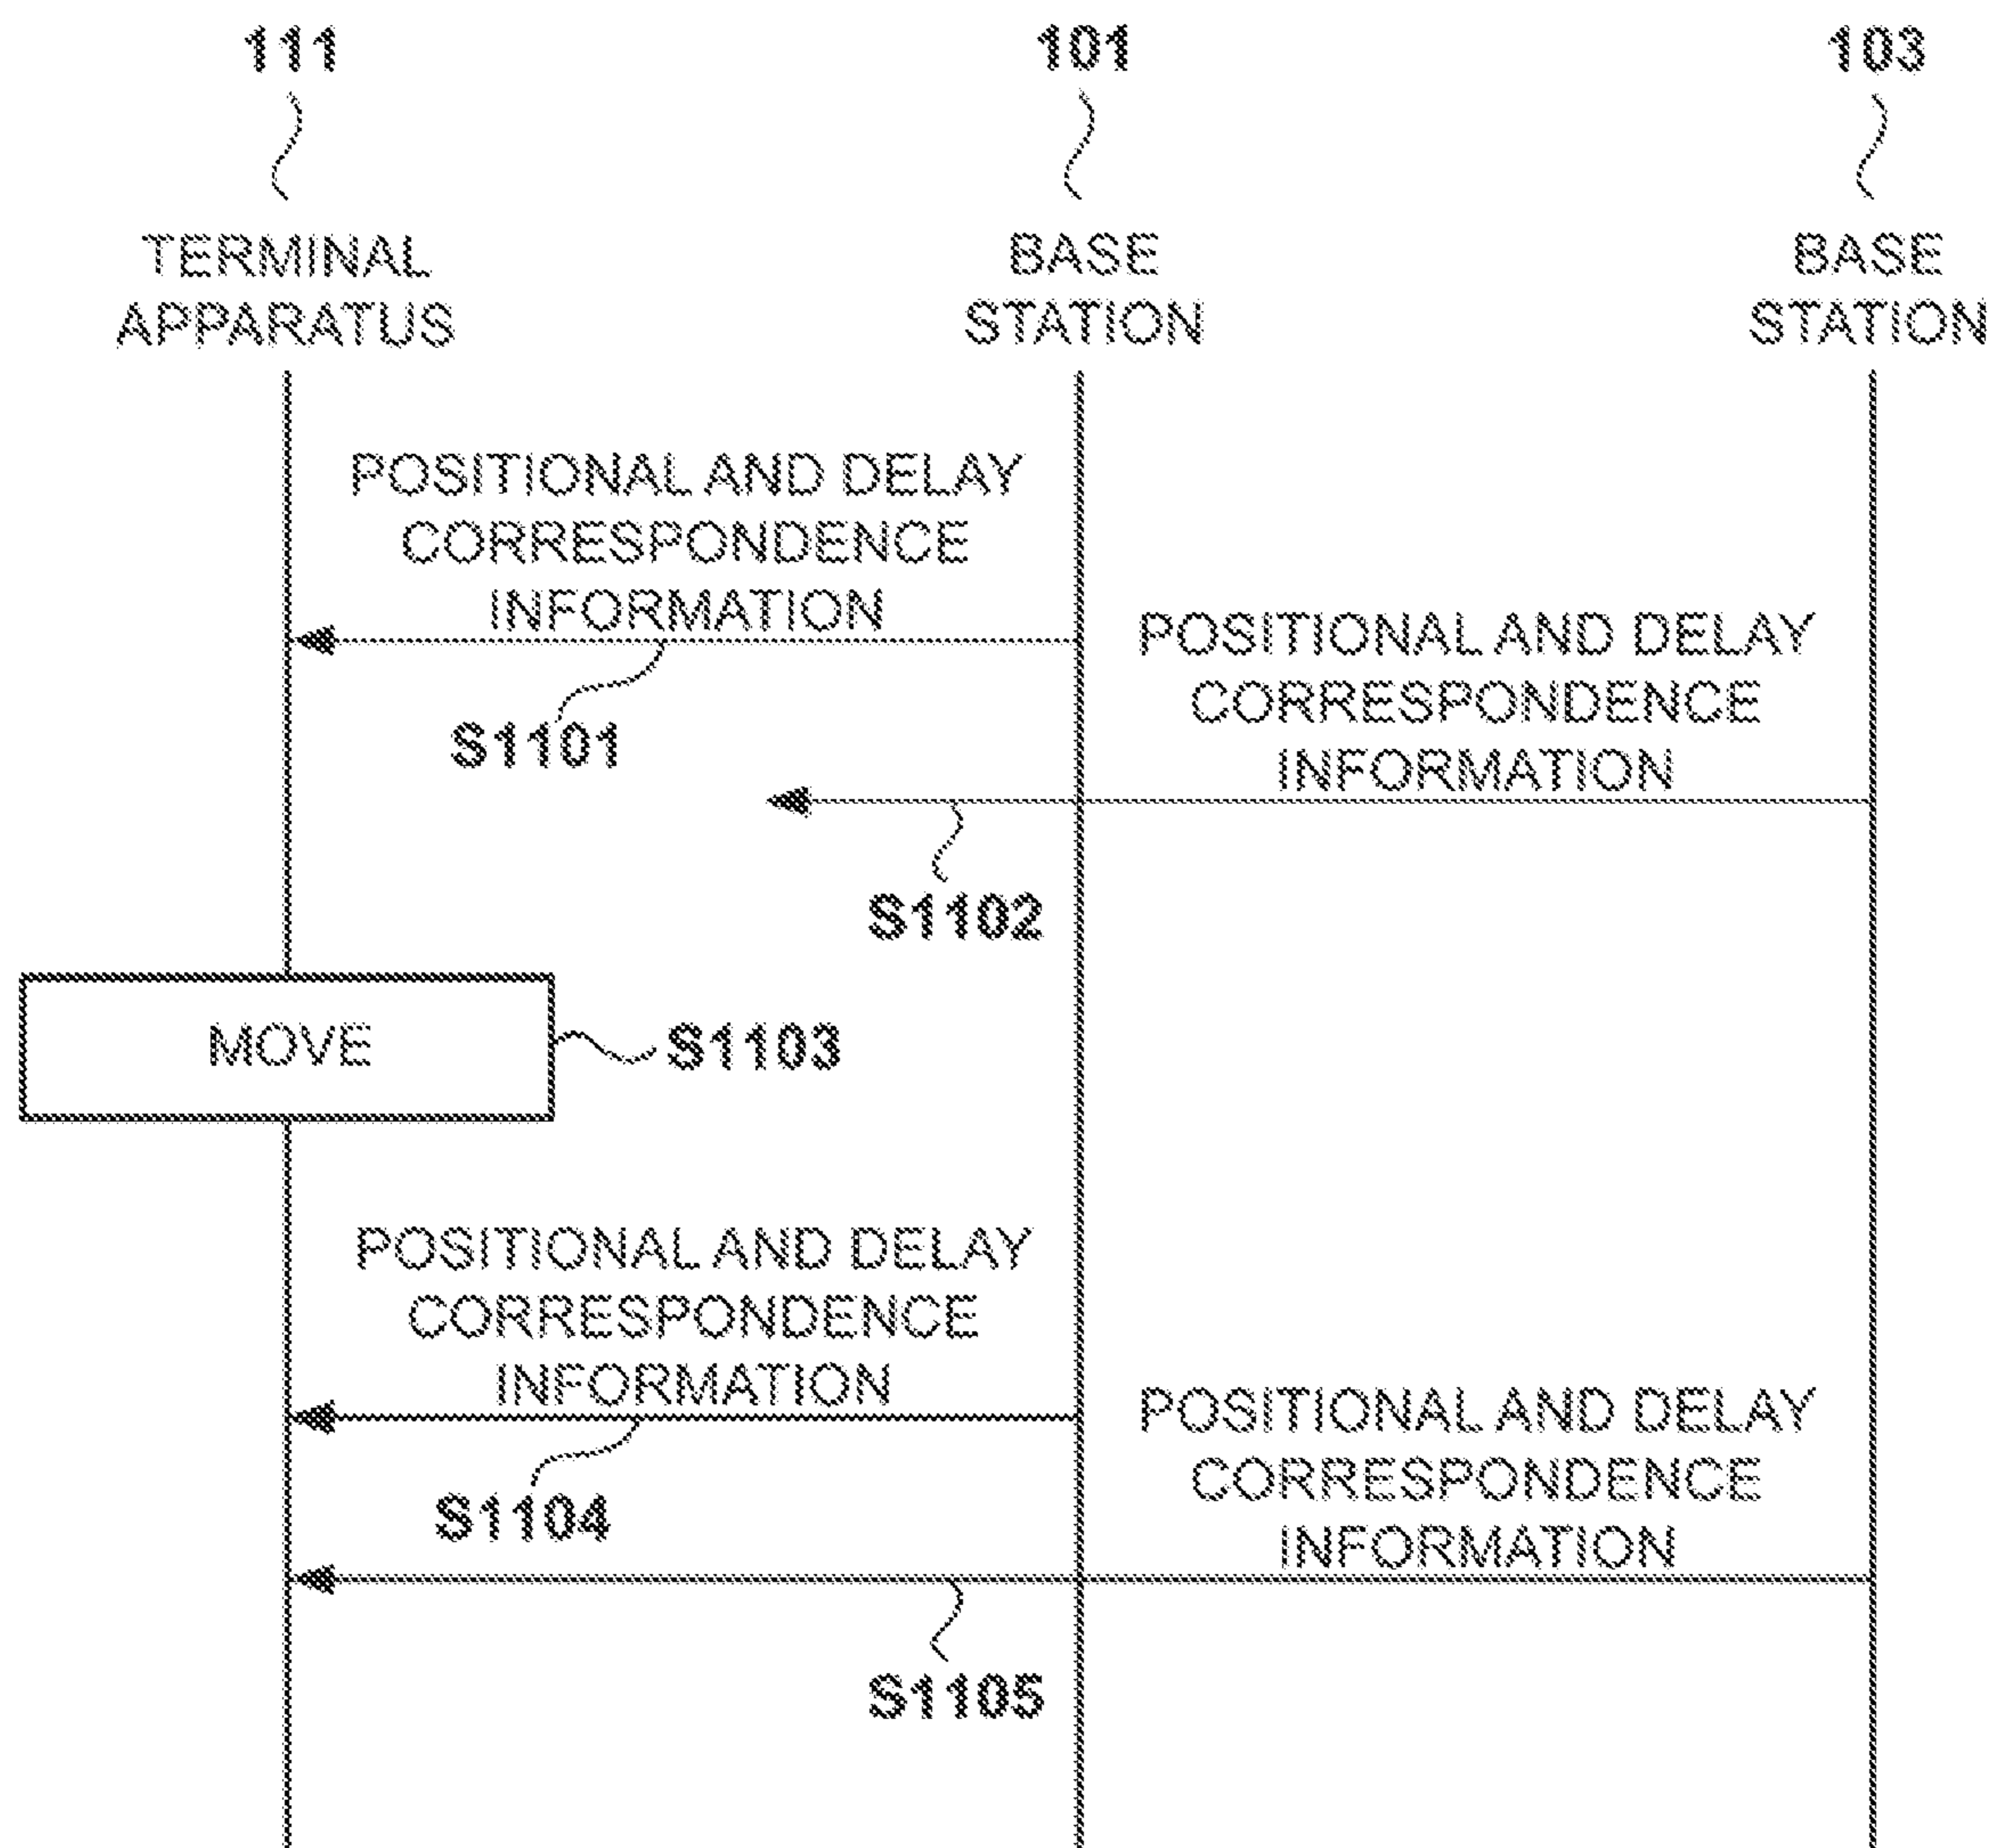 111
101
103
TERMINAL
APPARATUS
BASE
STATION
BASE
STATION
POSITIONAL AND DELAY
CORRESPONDENCE
INFORMATION
S1101
POSITIONAL AND DELAY
CORRESPONDENCE
INFORMATION
S1102
MOVE
S1103
POSITIONAL AND DELAY
CORRESPONDENCE
INFORMATION
S1104
POSITIONAL AND DELAY
CORRESPONDENCE
INFORMATION
S1105